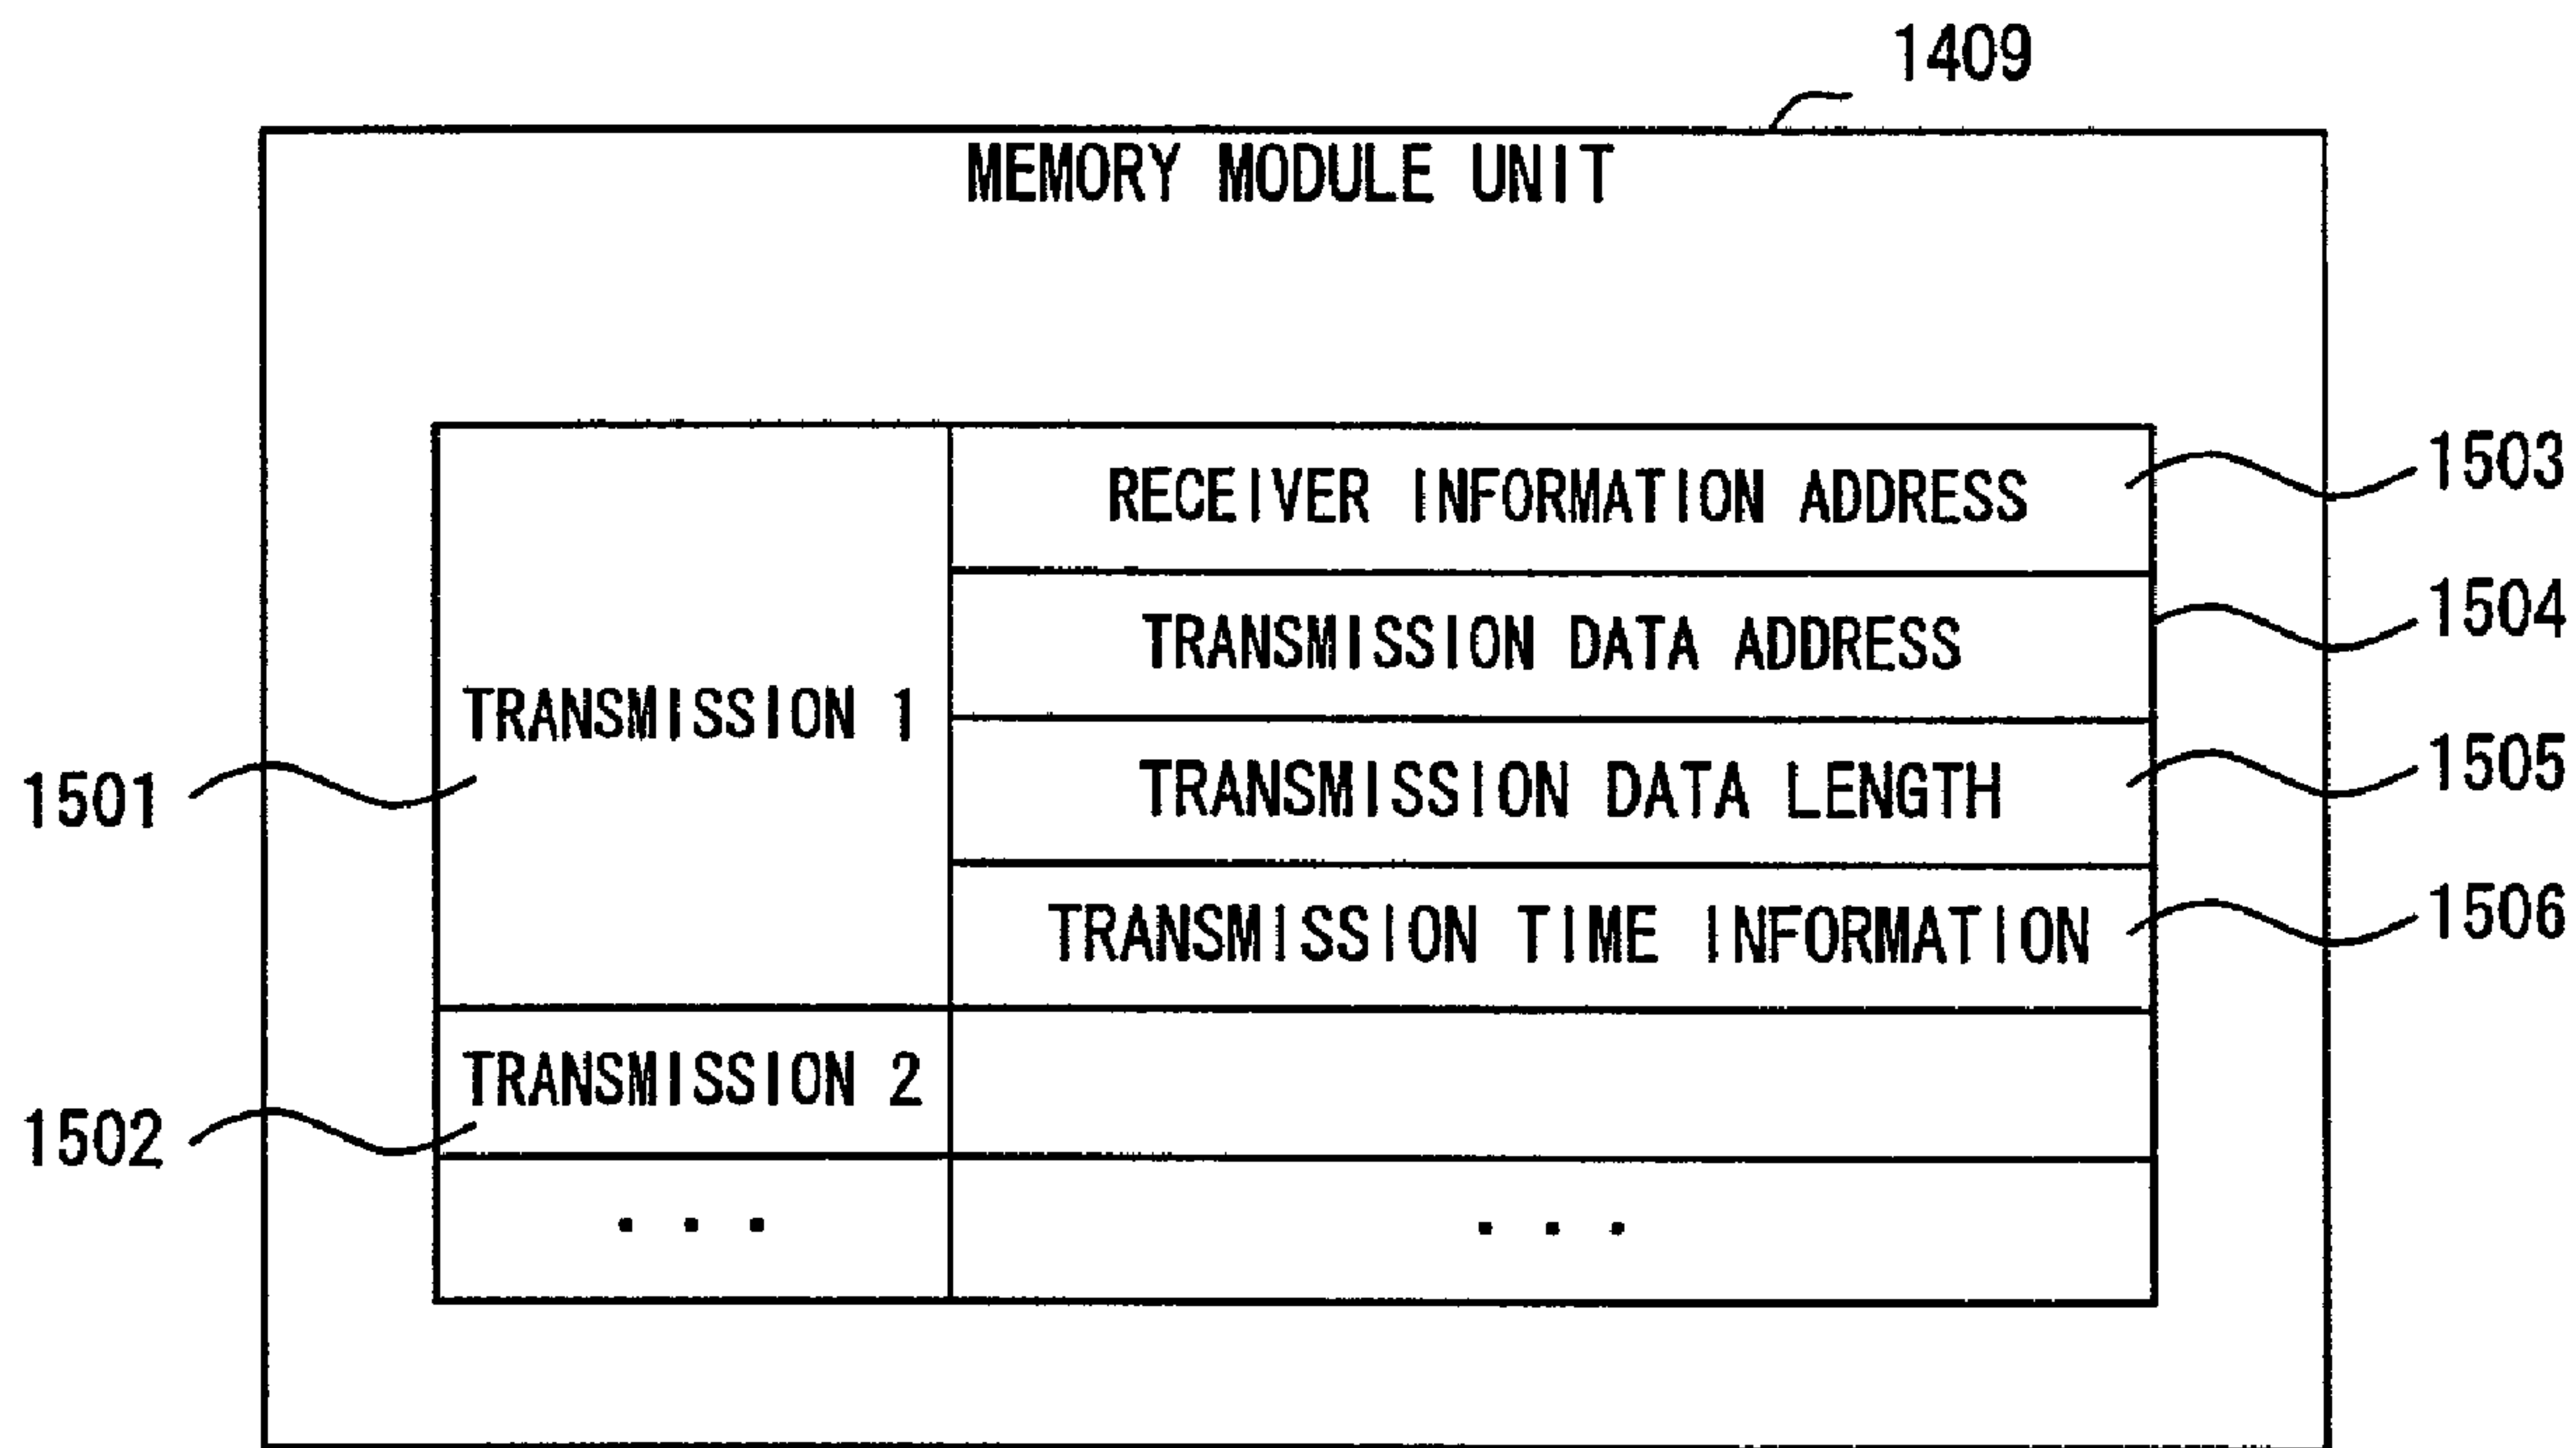 1409
MEMORY MODULE UNIT
RECEIVER INFORMATION ADDRESS
1503
TRANSMISSION DATA ADDRESS
1504
TRANSMISSION 1
TRANSMISSION DATA LENGTH
1505
1501
TRANSMISSION TIME INFORMATION
1506
TRANSMISSION 2
1502
. . .
. . .